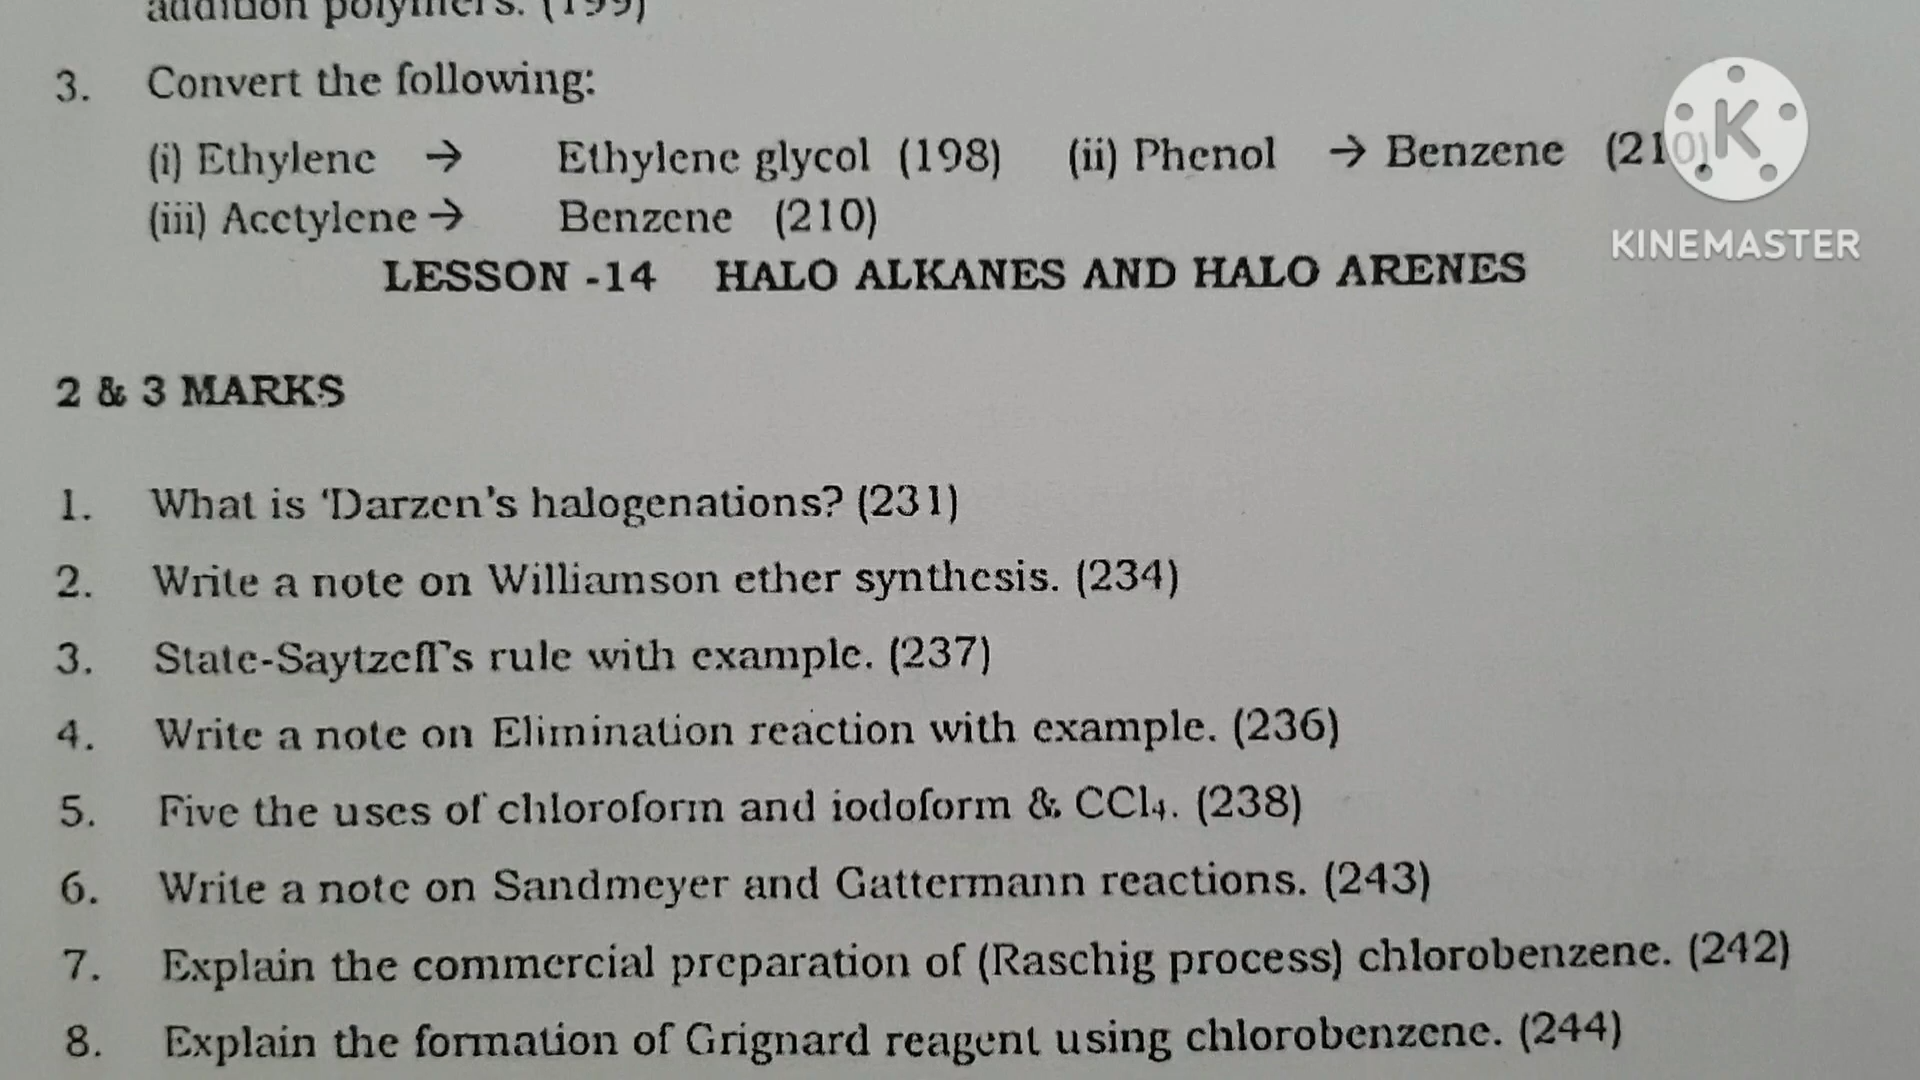 addition polymers. (199)
3. Convert the following:
(i) Ethylene → Ethylene glycol (198) (ii) Phenol → Benzene (210)
(iii) Acetylene → Benzene (210)
KINEMASTER
LESSON -14 HALO ALKANES AND HALO ARENES
2 & 3 MARKS
1. What is 'Darzen's halogenations? (231)
2. Write a note on Williamson ether synthesis. (234)
3. State-Saytzeff's rule with example. (237)
4. Write a note on Elimination reaction with example. (236)
5. Five the uses of chloroform and iodoform & CCl₄. (238)
6. Write a note on Sandmeyer and Gattermann reactions. (243)
7. Explain the commercial preparation of (Raschig process) chlorobenzene. (242)
8. Explain the formation of Grignard reagent using chlorobenzene. (244)